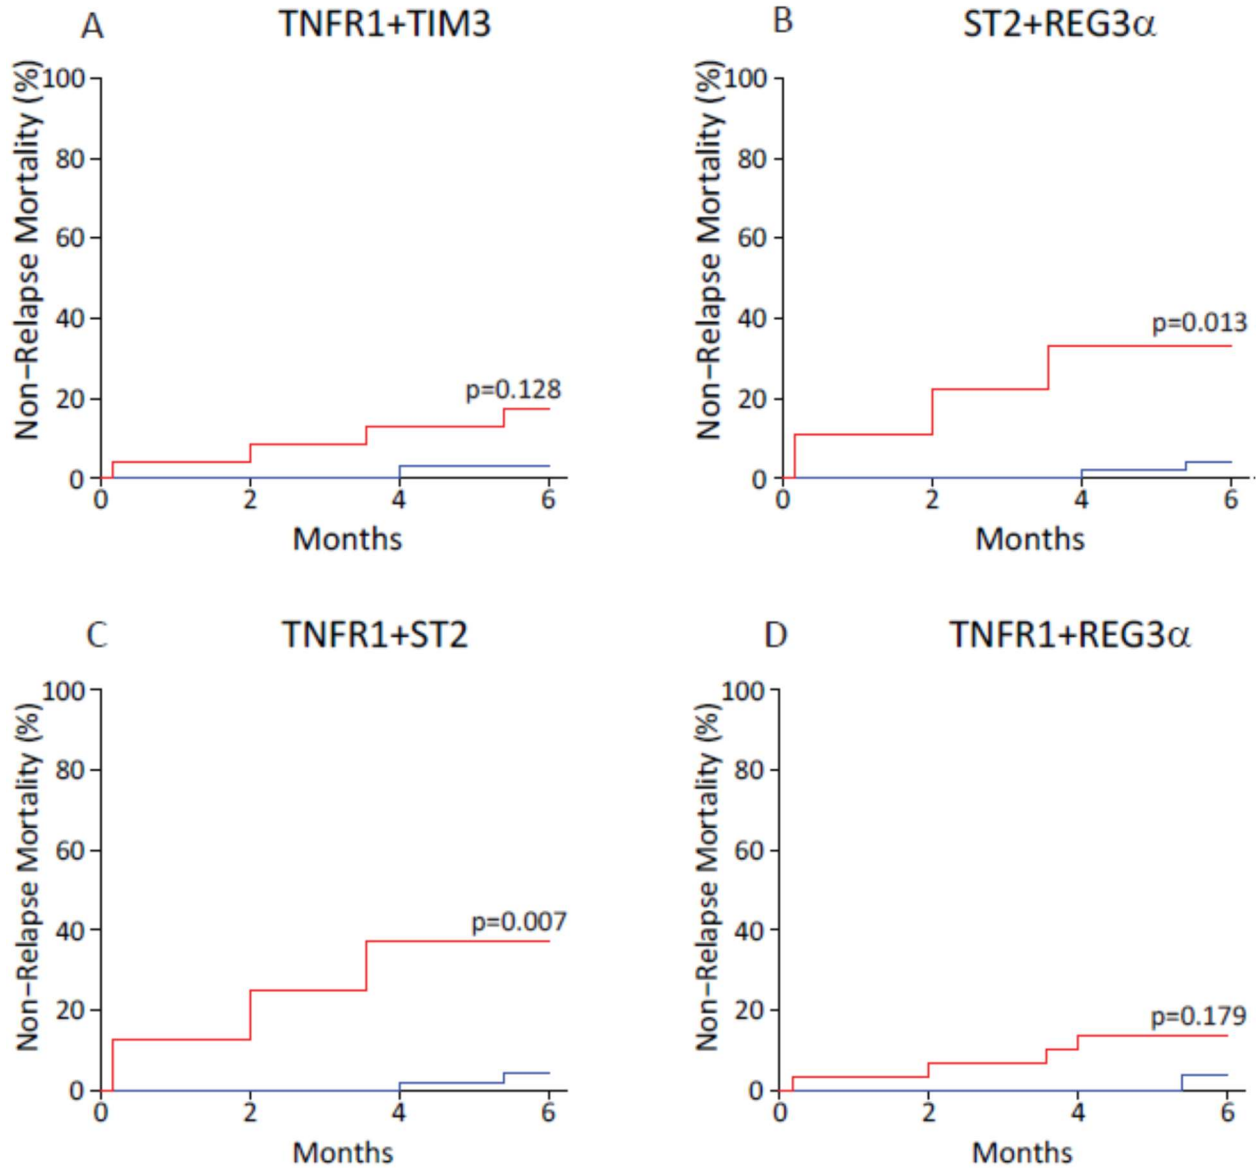 A
TNFR1+TIM3
Non-Relapse Mortality (%)
100
80
60
40
20
0
p=0.128
0 2 4 6
Months
B
ST2+REG3α
Non-Relapse Mortality (%)
100
80
60
40
20
0
p=0.013
0 2 4 6
Months
C
TNFR1+ST2
Non-Relapse Mortality (%)
100
80
60
40
20
0
p=0.007
0 2 4 6
Months
D
TNFR1+REG3α
Non-Relapse Mortality (%)
100
80
60
40
20
0
p=0.179
0 2 4 6
Months